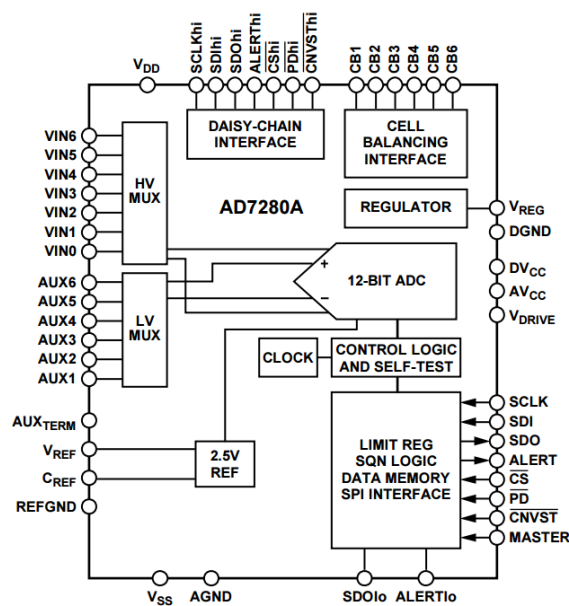 SCLKhi
SDIhi
SDOhi
ALERThi
CShi
PDhi
CNVSThi
CB1
CB2
CB3
CB4
CB5
CB6
VDD
DAISY-CHAIN
INTERFACE
CELL
BALANCING
INTERFACE
VIN6
VIN5
VIN4
VIN3
VIN2
VIN1
VIN0
HV
MUX
AD7280A
REGULATOR
VREG
DGND
DVCC
AVCC
VDRIVE
AUX6
AUX5
AUX4
AUX3
AUX2
AUX1
LV
MUX
+
–
12-BIT ADC
CLOCK
CONTROL LOGIC
AND SELF-TEST
AUXTERM
VREF
CREF
REFGND
2.5V
REF
LIMIT REG
SQN LOGIC
DATA MEMORY
SPI INTERFACE
SCLK
SDI
SDO
ALERT
CS
PD
CNVST
MASTER
VSS
AGND
SDOlo
ALERTlo